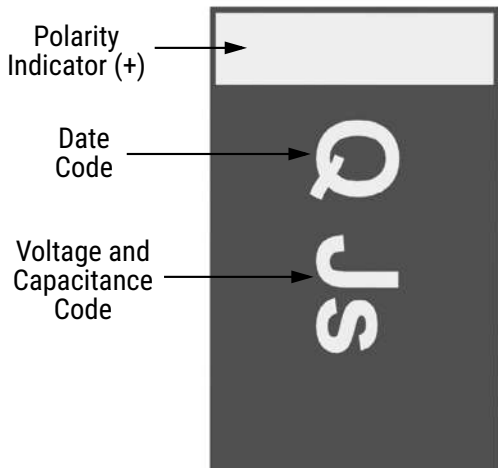 Polarity
Indicator (+)
Date
Code
Voltage and
Capacitance
Code
Q Js